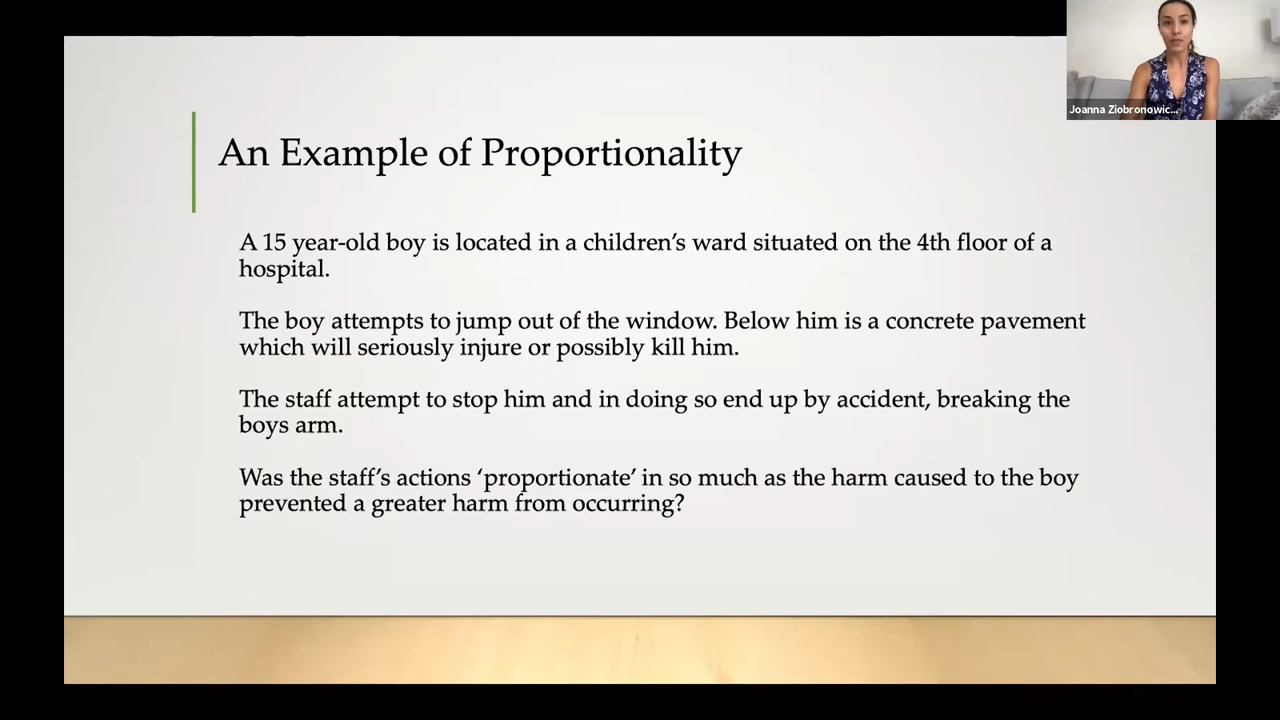 Joanna Ziobronowic...
An Example of Proportionality
A 15 year-old boy is located in a children’s ward situated on the 4th floor of a
hospital.
The boy attempts to jump out of the window. Below him is a concrete pavement
which will seriously injure or possibly kill him.
The staff attempt to stop him and in doing so end up by accident, breaking the
boys arm.
Was the staff’s actions ‘proportionate’ in so much as the harm caused to the boy
prevented a greater harm from occurring?